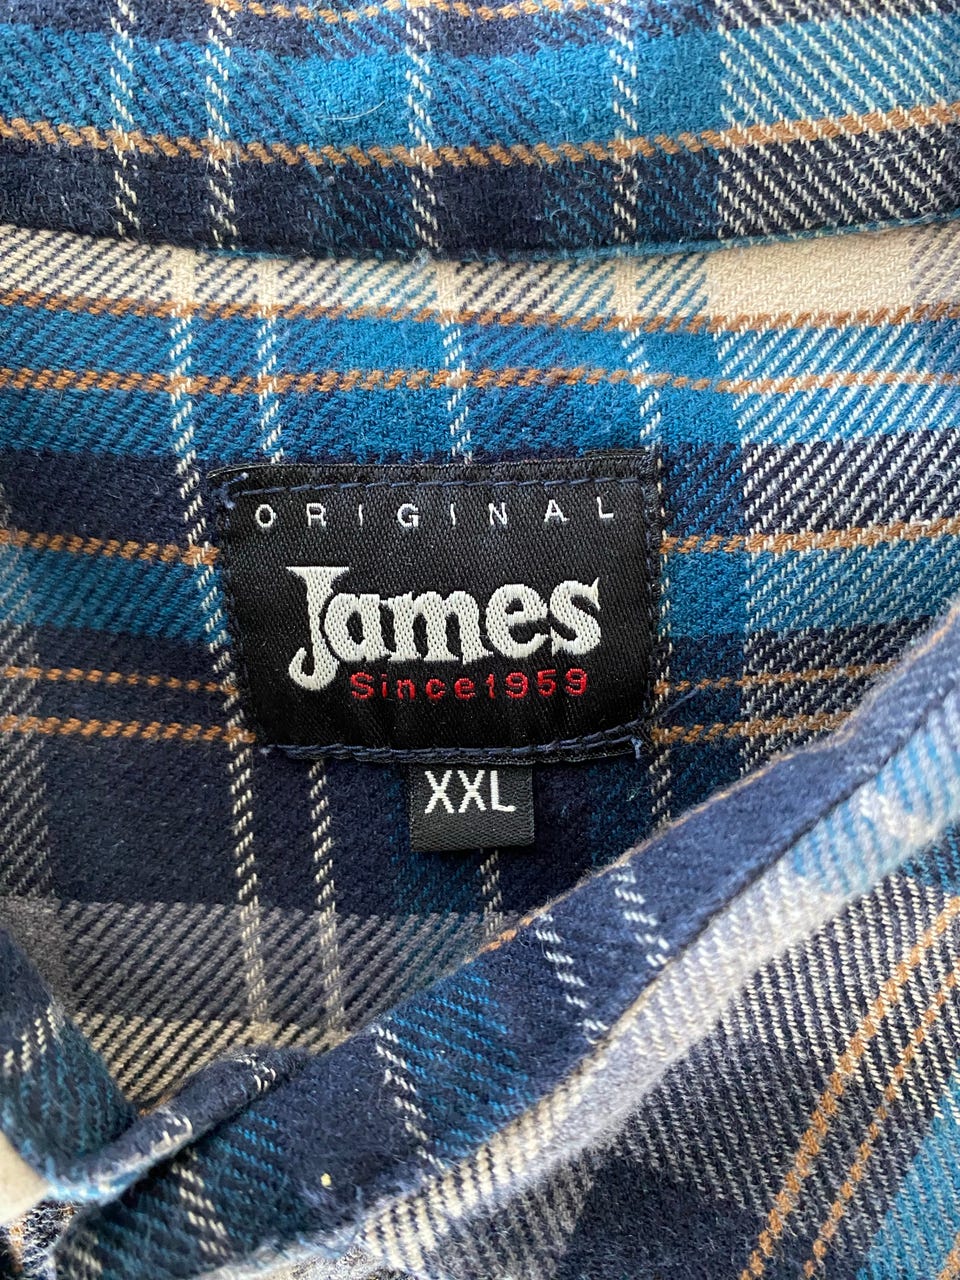 ORIGINAL
James
Since1959
XXL